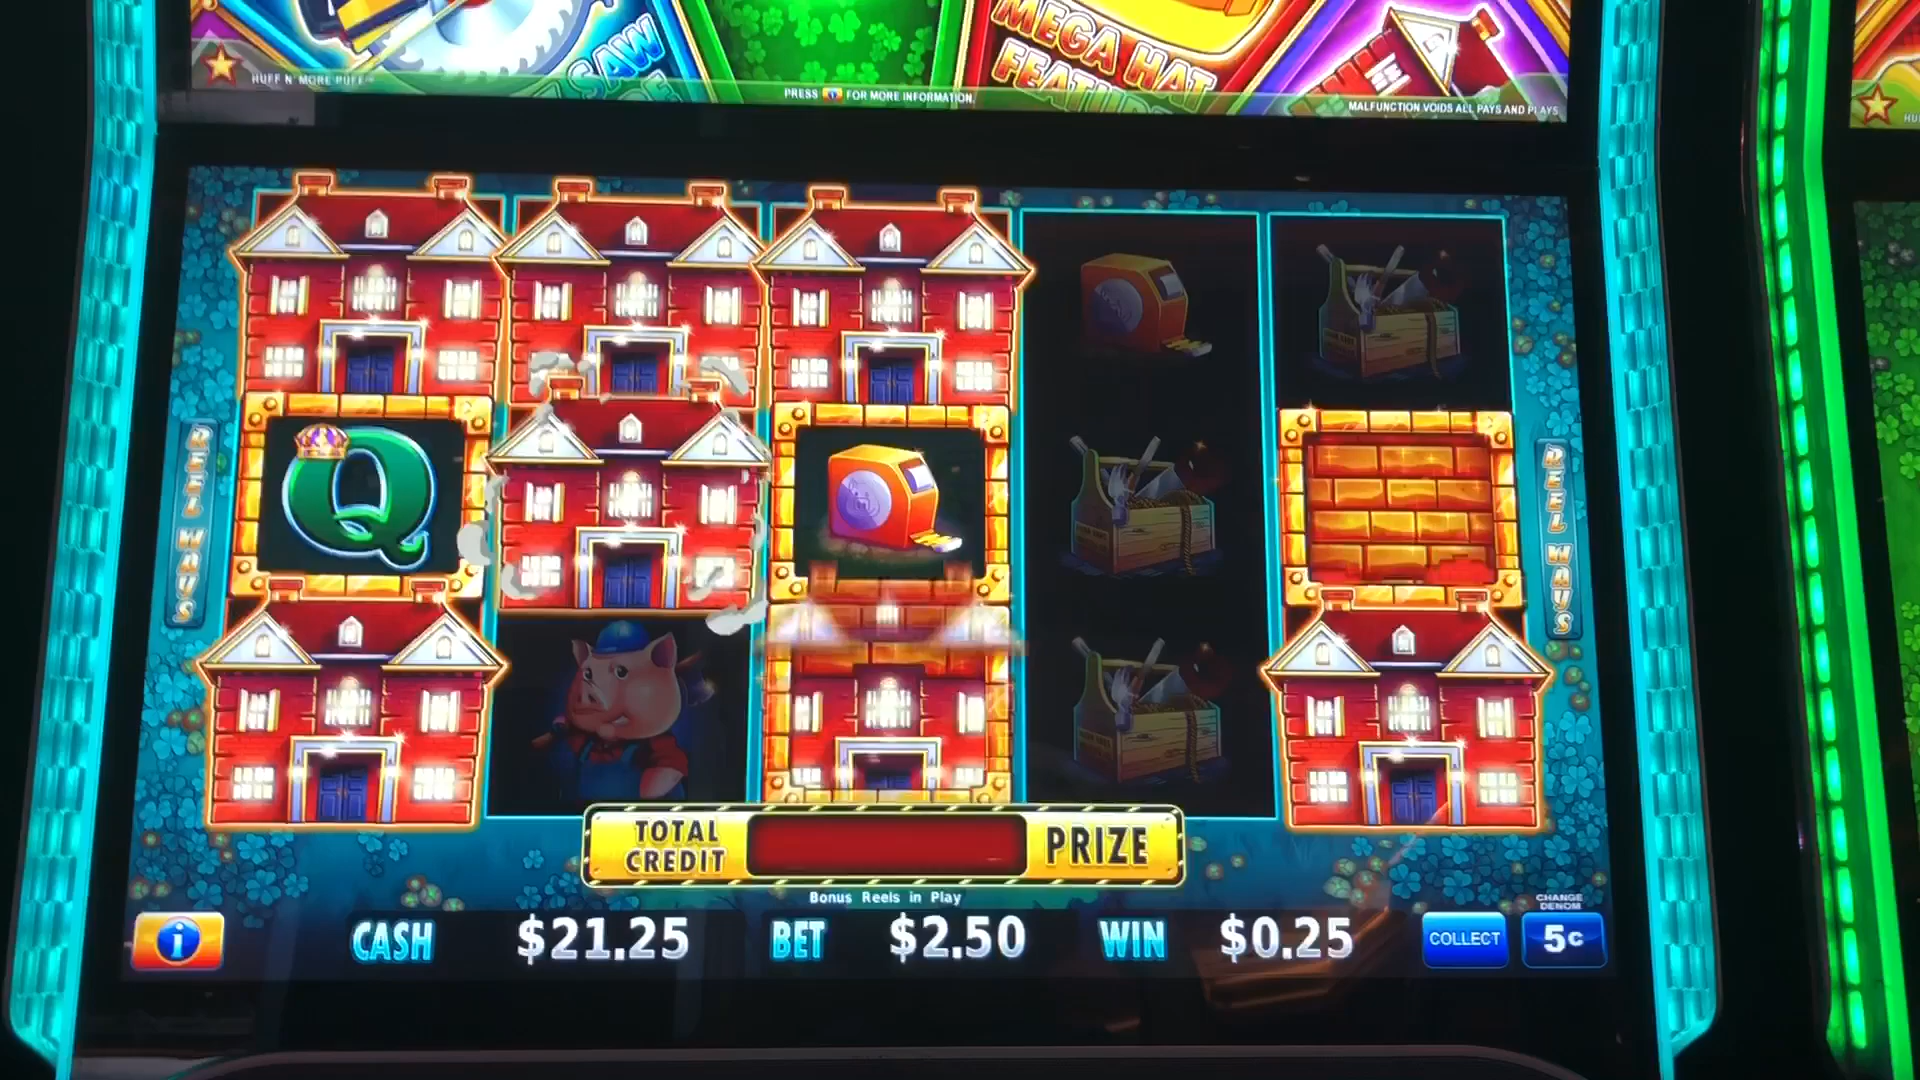 SAW
MEGA HAT
HUFF N' MORE PUFF™
PRESS i FOR MORE INFORMATION.
MALFUNCTION VOIDS ALL PAYS AND PLAYS
REEL WAYS
Q
REEL WAYS
TOTAL CREDIT
PRIZE
Bonus Reels in Play
CHANGE DENOM
i
CASH $21.25 BET $2.50 WIN $0.25 COLLECT 5¢